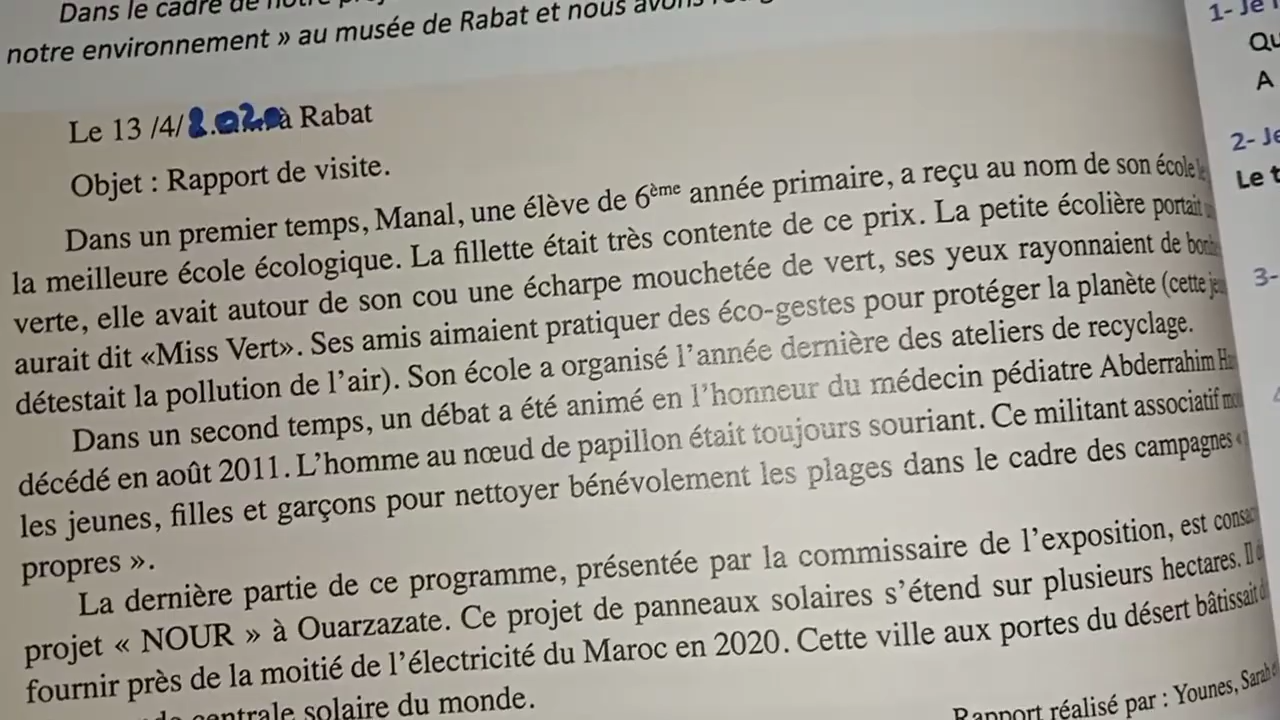 Dans le cadre de
notre environnement » au musée de Rabat et nous avons
Le 13 /4/2020 à Rabat
Objet : Rapport de visite.
Dans un premier temps, Manal, une élève de 6ème année primaire, a reçu au nom de son école
la meilleure école écologique. La fillette était très contente de ce prix. La petite écolière portait
verte, elle avait autour de son cou une écharpe mouchetée de vert, ses yeux rayonnaient de
aurait dit «Miss Vert». Ses amis aimaient pratiquer des éco-gestes pour protéger la planète (cette
détestait la pollution de l'air). Son école a organisé l'année dernière des ateliers de recyclage.
Dans un second temps, un débat a été animé en l'honneur du médecin pédiatre Abderrahim
décédé en août 2011. L'homme au nœud de papillon était toujours souriant. Ce militant associatif
les jeunes, filles et garçons pour nettoyer bénévolement les plages dans le cadre des campagnes «
propres ».
La dernière partie de ce programme, présentée par la commissaire de l'exposition, est
projet « NOUR » à Ouarzazate. Ce projet de panneaux solaires s'étend sur plusieurs hectares. Il
fournir près de la moitié de l'électricité du Maroc en 2020. Cette ville aux portes du désert bâtissait
centrale solaire du monde.
Rapport réalisé par : Younes, Sarah
1- Je
Qu
A
2- Je
Le t
3-